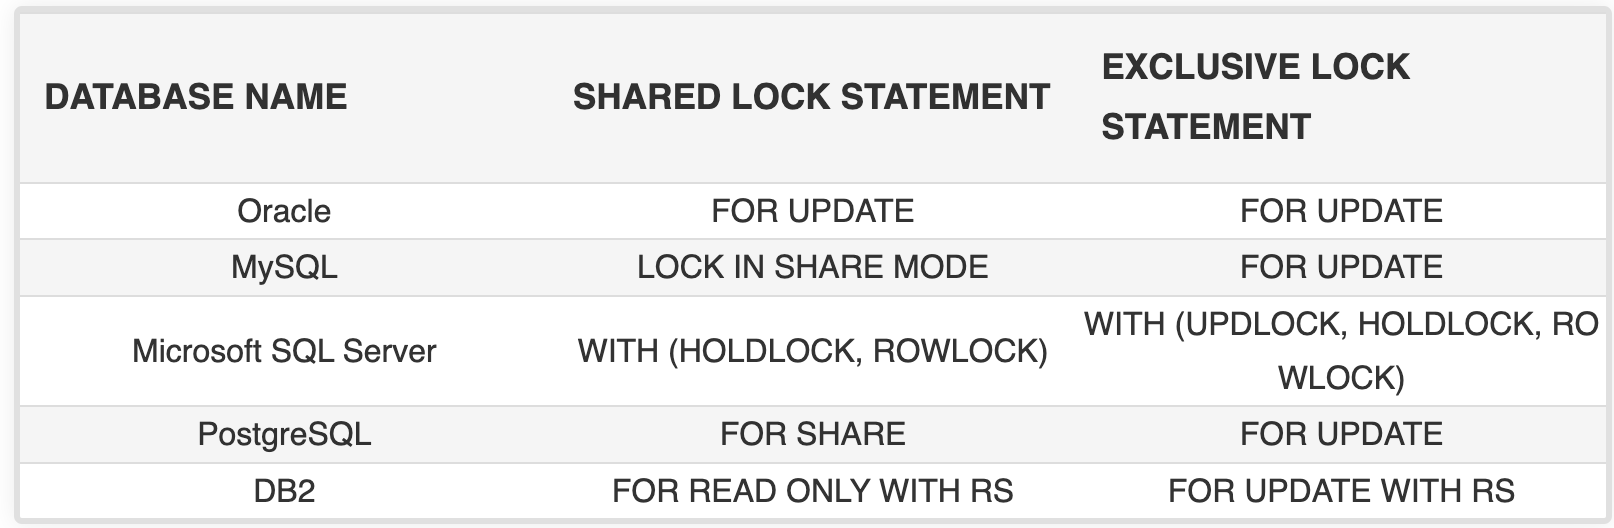 DATABASE NAME
SHARED LOCK STATEMENT
EXCLUSIVE LOCK
STATEMENT
Oracle
FOR UPDATE
FOR UPDATE
MySQL
LOCK IN SHARE MODE
FOR UPDATE
Microsoft SQL Server
WITH (HOLDLOCK, ROWLOCK)
WITH (UPDLOCK, HOLDLOCK, RO
WLOCK)
PostgreSQL
FOR SHARE
FOR UPDATE
DB2
FOR READ ONLY WITH RS
FOR UPDATE WITH RS